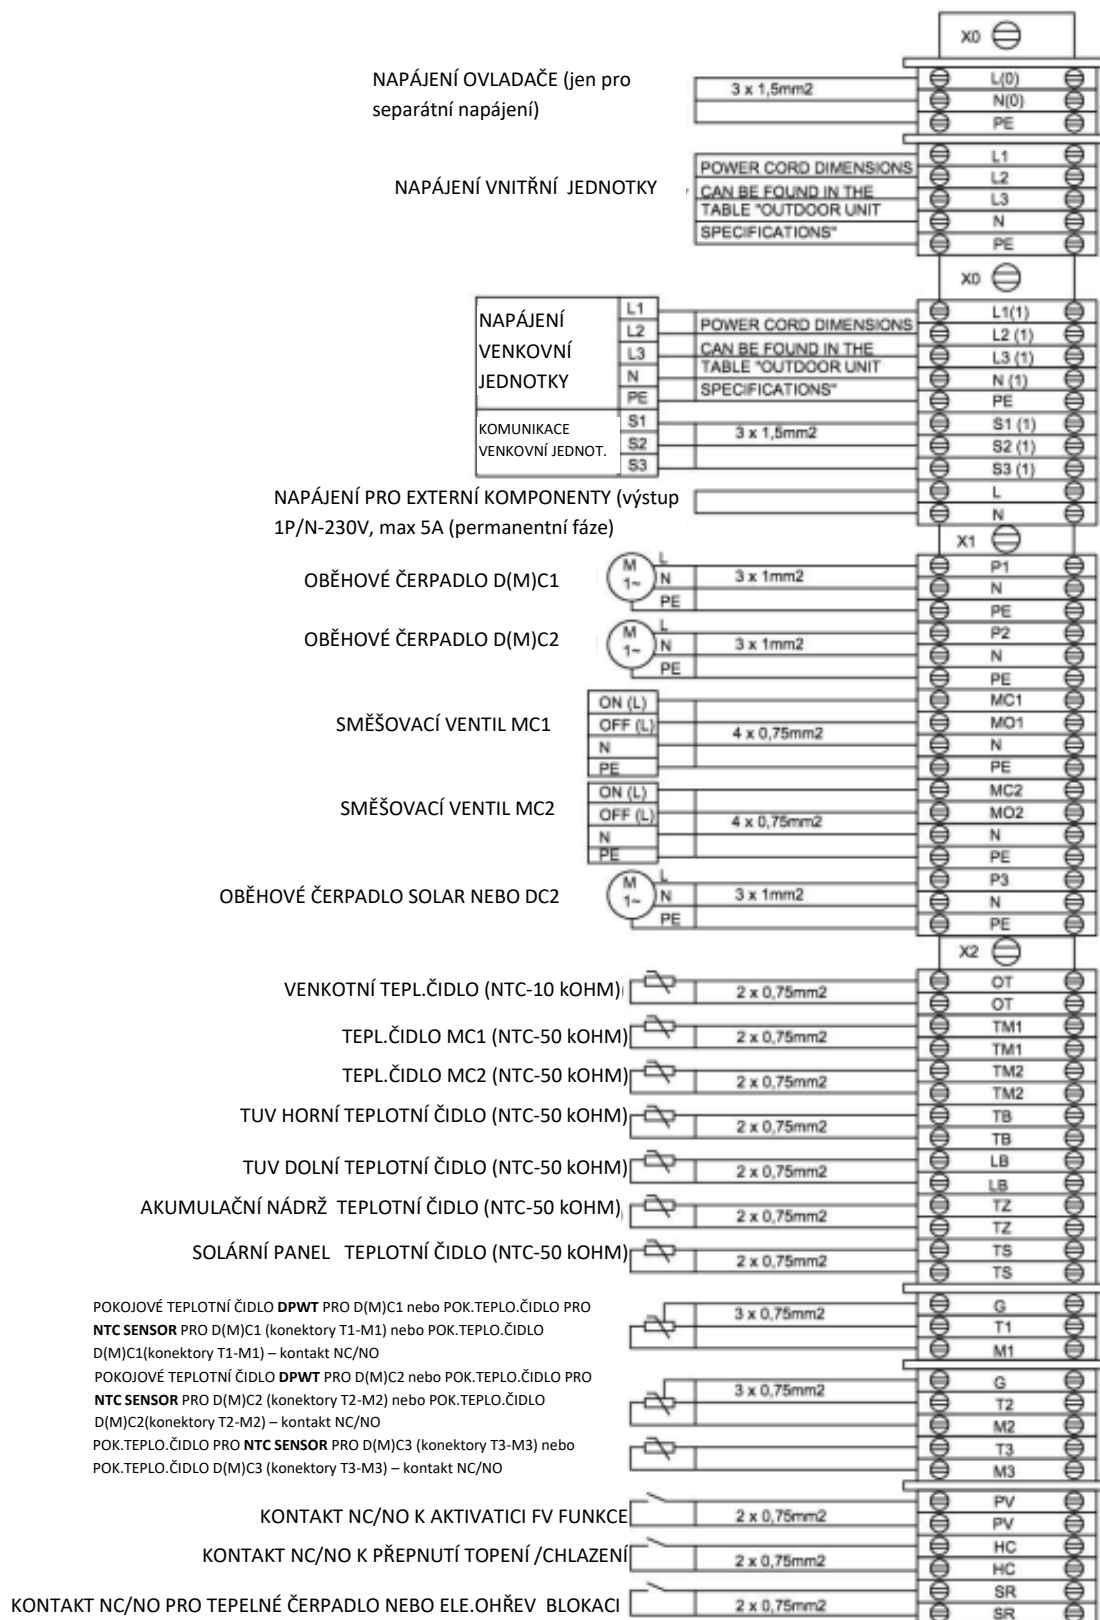 X0
NAPÁJENÍ OVLADAČE (jen pro
separátní napájení)
3 x 1,5mm2
L(0)
N(0)
PE
NAPÁJENÍ VNITŘNÍ JEDNOTKY
POWER CORD DIMENSIONS
CAN BE FOUND IN THE
TABLE "OUTDOOR UNIT
SPECIFICATIONS"
L1
L2
L3
N
PE
X0
NAPÁJENÍ
VENKOVNÍ
JEDNOTKY
L1
L2
L3
N
PE
POWER CORD DIMENSIONS
CAN BE FOUND IN THE
TABLE "OUTDOOR UNIT
SPECIFICATIONS"
L1(1)
L2 (1)
L3 (1)
N (1)
PE
KOMUNIKACE
VENKOVNÍ JEDNOT.
S1
S2
S3
3 x 1,5mm2
S1 (1)
S2 (1)
S3 (1)
NAPÁJENÍ PRO EXTERNÍ KOMPONENTY (výstup
1P/N-230V, max 5A (permanentní fáze)
L
N
X1
OBĚHOVÉ ČERPADLO D(M)C1
M
1~
L
N
PE
3 x 1mm2
P1
N
PE
OBĚHOVÉ ČERPADLO D(M)C2
M
1~
L
N
PE
3 x 1mm2
P2
N
PE
SMĚŠOVACÍ VENTIL MC1
ON (L)
OFF (L)
N
PE
4 x 0,75mm2
MC1
MO1
N
PE
SMĚŠOVACÍ VENTIL MC2
ON (L)
OFF (L)
N
PE
4 x 0,75mm2
MC2
MO2
N
PE
OBĚHOVÉ ČERPADLO SOLAR NEBO DC2
M
1~
L
N
PE
3 x 1mm2
P3
N
PE
X2
VENKOTNÍ TEPL.ČIDLO (NTC-10 kOHM)
2 x 0,75mm2
OT
OT
TEPL.ČIDLO MC1 (NTC-50 kOHM)
2 x 0,75mm2
TM1
TM1
TEPL.ČIDLO MC2 (NTC-50 kOHM)
2 x 0,75mm2
TM2
TM2
TUV HORNÍ TEPLOTNÍ ČIDLO (NTC-50 kOHM)
2 x 0,75mm2
TB
TB
TUV DOLNÍ TEPLOTNÍ ČIDLO (NTC-50 kOHM)
2 x 0,75mm2
LB
LB
AKUMULAČNÍ NÁDRŽ TEPLOTNÍ ČIDLO (NTC-50 kOHM)
2 x 0,75mm2
TZ
TZ
SOLÁRNÍ PANEL TEPLOTNÍ ČIDLO (NTC-50 kOHM)
2 x 0,75mm2
TS
TS
POKOJOVÉ TEPLOTNÍ ČIDLO DPWT PRO D(M)C1 nebo POK.TEPLO.ČIDLO PRO
NTC SENSOR PRO D(M)C1 (konektory T1-M1) nebo POK.TEPLO.ČIDLO
D(M)C1(konektory T1-M1) – kontakt NC/NO
3 x 0,75mm2
G
T1
M1
POKOJOVÉ TEPLOTNÍ ČIDLO DPWT PRO D(M)C2 nebo POK.TEPLO.ČIDLO PRO
NTC SENSOR PRO D(M)C2 (konektory T2-M2) nebo POK.TEPLO.ČIDLO
D(M)C2(konektory T2-M2) – kontakt NC/NO
3 x 0,75mm2
G
T2
M2
POK.TEPLO.ČIDLO PRO NTC SENSOR PRO D(M)C3 (konektory T3-M3) nebo
POK.TEPLO.ČIDLO D(M)C3 (konektory T3-M3) – kontakt NC/NO
T3
M3
KONTAKT NC/NO K AKTIVATICI FV FUNKCE
2 x 0,75mm2
PV
PV
KONTAKT NC/NO K PŘEPNUTÍ TOPENÍ /CHLAZENÍ
2 x 0,75mm2
HC
HC
KONTAKT NC/NO PRO TEPELNÉ ČERPADLO NEBO ELE.OHŘEV BLOKACI
2 x 0,75mm2
SR
SR